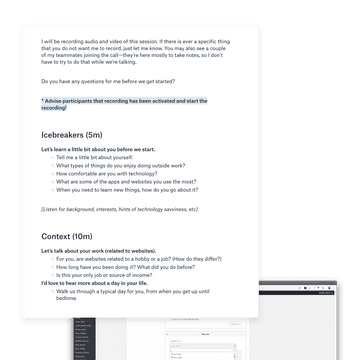 I will be recording audio and video of this session. If there ever is a specific thing
that you do not want me to record, just let me know. You may also see a couple
of my teammates joining the call—they're here mostly to take notes, so I don't
have to try to do that while we're talking.
Do you have any questions for me before we get started?
* Advise participants that recording has been activated and start the
recording!
Icebreakers (5m)
Let's learn a little bit about you before we start.
Tell me a little bit about yourself.
What types of things do you enjoy doing outside work?
How comfortable are you with technology?
What are some of the apps and websites you use the most?
When you need to learn new things, how do you go about it?
[Listen for background, interests, hints of technology savviness, etc]
Context (10m)
Let's talk about your work (related to websites).
For you, are websites related to a hobby or a job? (How do they differ?)
How long have you been doing it? What did you do before?
Is this your only job or source of income?
I'd love to hear more about a day in your life.
Walk us through a typical day for you, from when you get up until
bedtime.